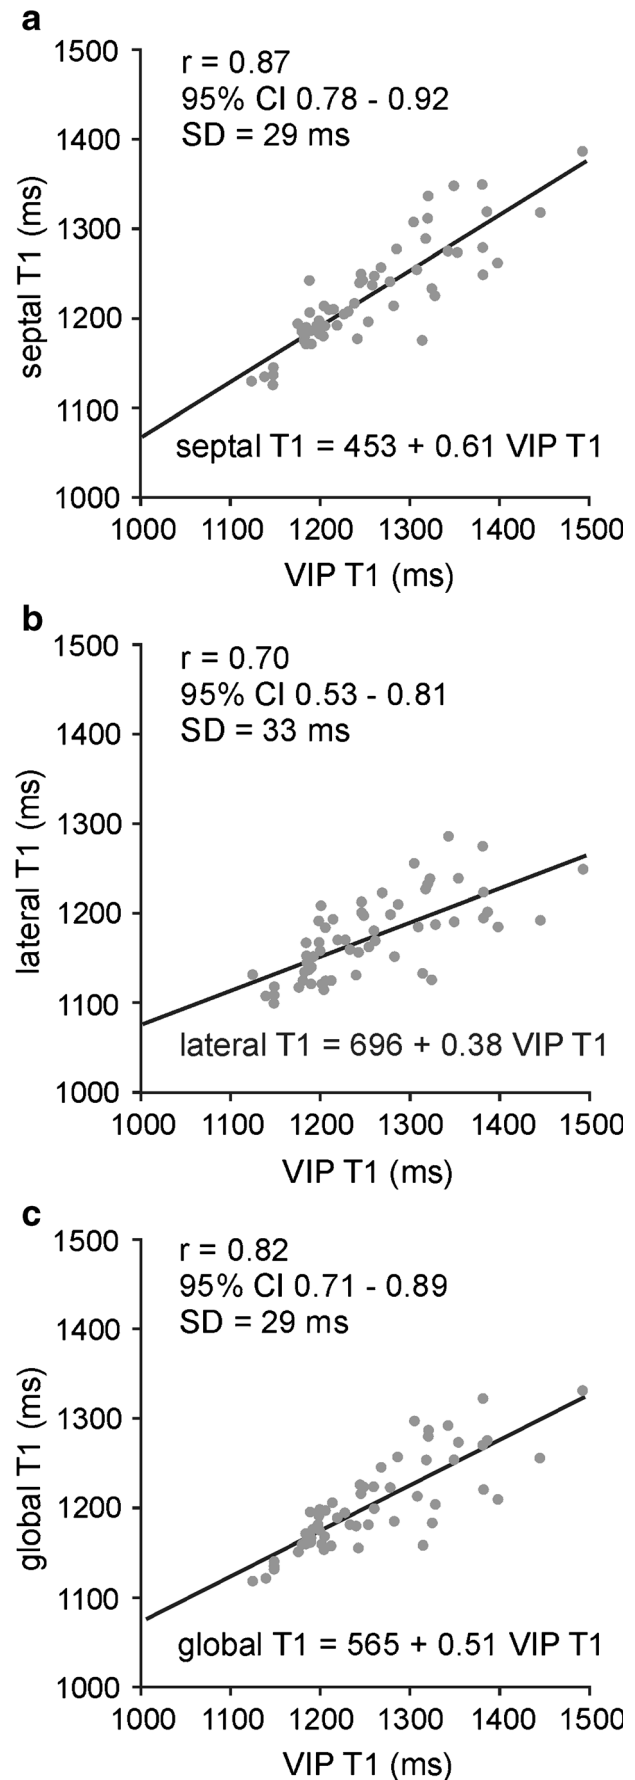 a
1500
r = 0.87
95% CI 0.78 - 0.92
1400
SD = 29 ms
1300
septal T1 (ms)
1200
1100
septal T1 = 453 + 0.61 VIP T1
1000
1000 1100 1200 1300 1400 1500
VIP T1 (ms)
b
1500
r = 0.70
95% CI 0.53 - 0.81
1400
SD = 33 ms
1300
lateral T1 (ms)
1200
1100
lateral T1 = 696 + 0.38 VIP T1
1000
1000 1100 1200 1300 1400 1500
VIP T1 (ms)
c
1500
r = 0.82
95% CI 0.71 - 0.89
1400
SD = 29 ms
1300
global T1 (ms)
1200
1100
global T1 = 565 + 0.51 VIP T1
1000
1000 1100 1200 1300 1400 1500
VIP T1 (ms)